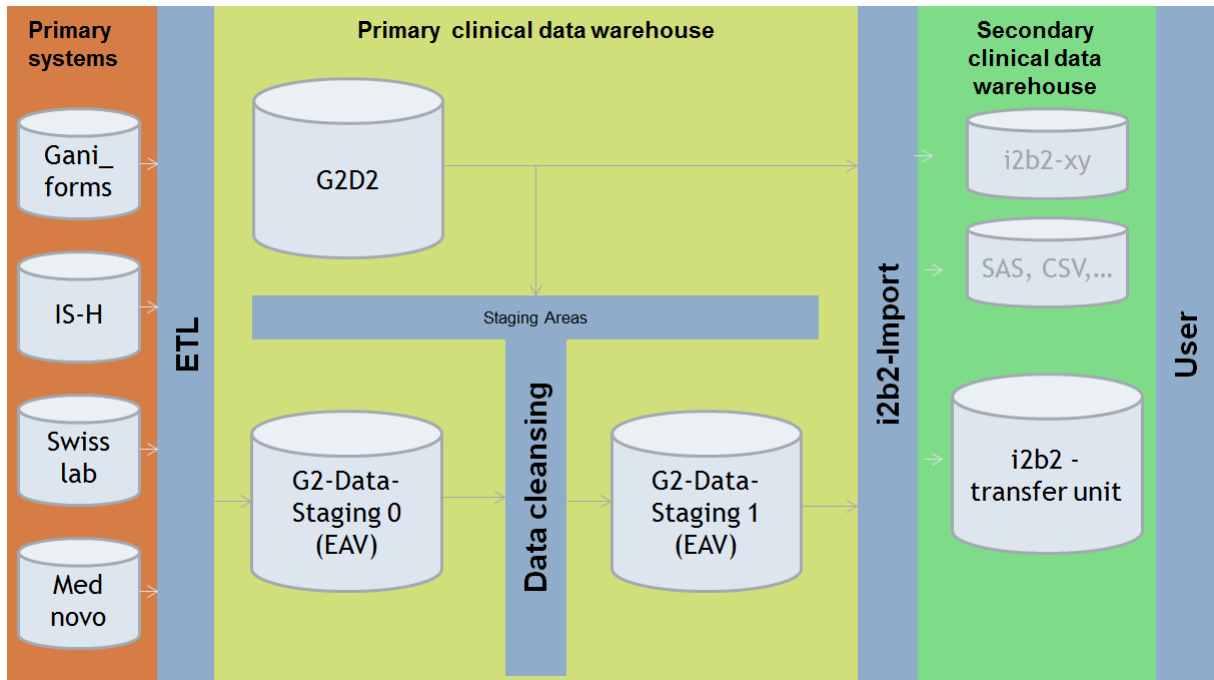 Primary
systems
Gani_
forms
IS-H
Swiss
lab
Med
novo
ETL
Primary clinical data warehouse
G2D2
Staging Areas
Data cleansing
G2-Data-
Staging 0
(EAV)
G2-Data-
Staging 1
(EAV)
i2b2-Import
Secondary
clinical data
warehouse
i2b2-xy
SAS, CSV,...
i2b2 -
transfer unit
User